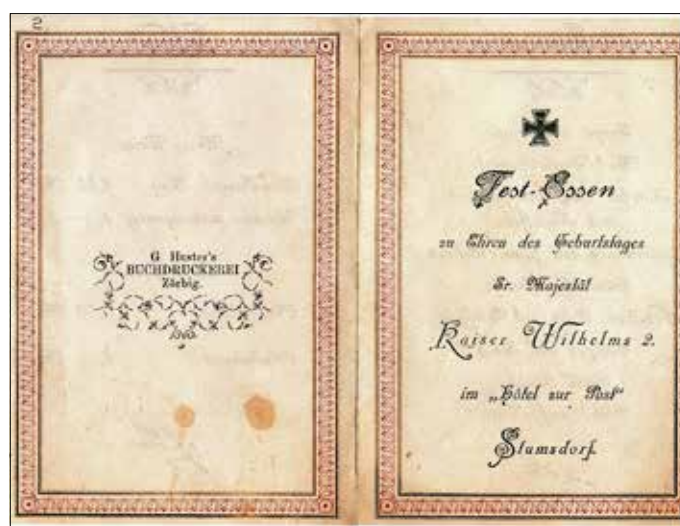 2
G Huster's
BUCHDRUCKEREI
Zörbig.
Fest-Essen
zu Ehren des Geburtstages
Sr. Majestät
Kaiser Wilhelms 2.
im „Hôtel zur Post“
Stumsdorf.